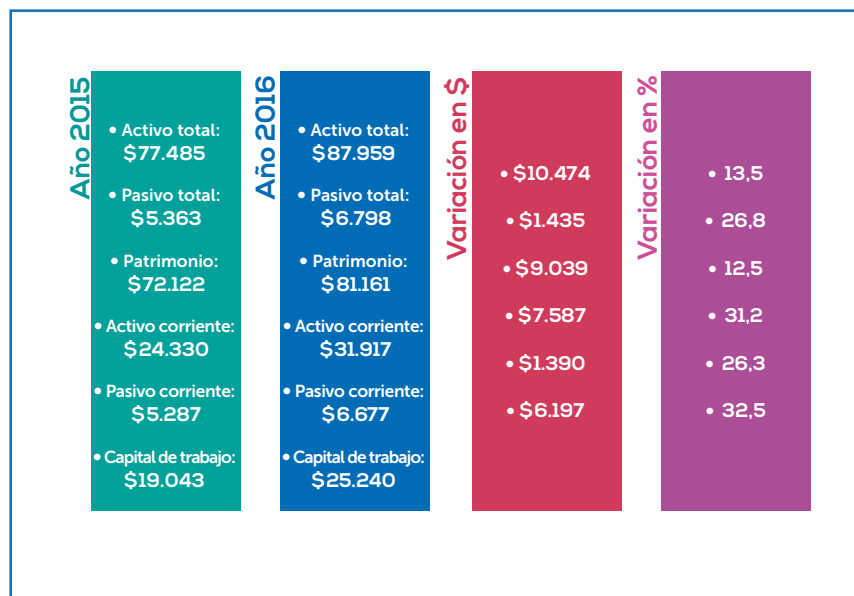 Año 2015
• Activo total:
$77.485
• Pasivo total:
$5.363
• Patrimonio:
$72.122
• Activo corriente:
$24.330
• Pasivo corriente:
$5.287
• Capital de trabajo:
$19.043
Año 2016
• Activo total:
$87.959
• Pasivo total:
$6.798
• Patrimonio:
$81.161
• Activo corriente:
$31.917
• Pasivo corriente:
$6.677
• Capital de trabajo:
$25.240
Variación en $
• $10.474
• $1.435
• $9.039
• $7.587
• $1.390
• $6.197
Variación en %
• 13,5
• 26,8
• 12,5
• 31,2
• 26,3
• 32,5